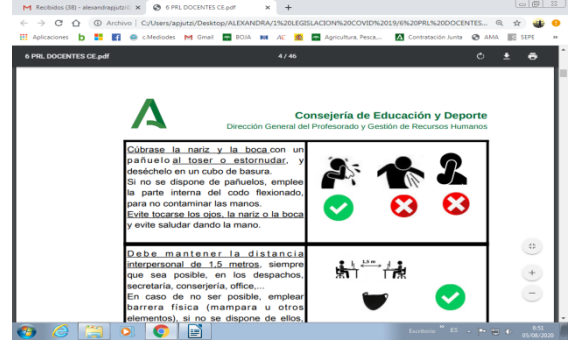 Recibidos (38) - alexandrapjutzi
6 PRL DOCENTES CE.pdf
Archivo | C:/Users/apjutzi/Desktop/ALEXANDRA/1%20LEGISLACION%20COVID%2019/6%20PRL%20DOCENTES...
Aplicaciones
c.Mediodes
Gmail
BOJA
Agricultura, Pesca,...
Contratación Junta
AMA
SEPE
6 PRL DOCENTES CE.pdf
4 / 46
Consejería de Educación y Deporte
Dirección General del Profesorado y Gestión de Recursos Humanos
Cúbrase la nariz y la boca con un
pañuelo al toser o estornudar, y
deséchelo en un cubo de basura.
Si no se dispone de pañuelos, emplee
la parte interna del codo flexionado,
para no contaminar las manos.
Evite tocarse los ojos, la nariz o la boca
y evite saludar dando la mano.
Debe mantener la distancia
interpersonal de 1,5 metros, siempre
que sea posible, en los despachos,
secretaría, conserjería, office,...
En caso de no ser posible, emplear
barrera física (mampara u otros
elementos), si no se dispone de ellos,
1,5 m
Escritorio
ES
8:51
05/06/2020